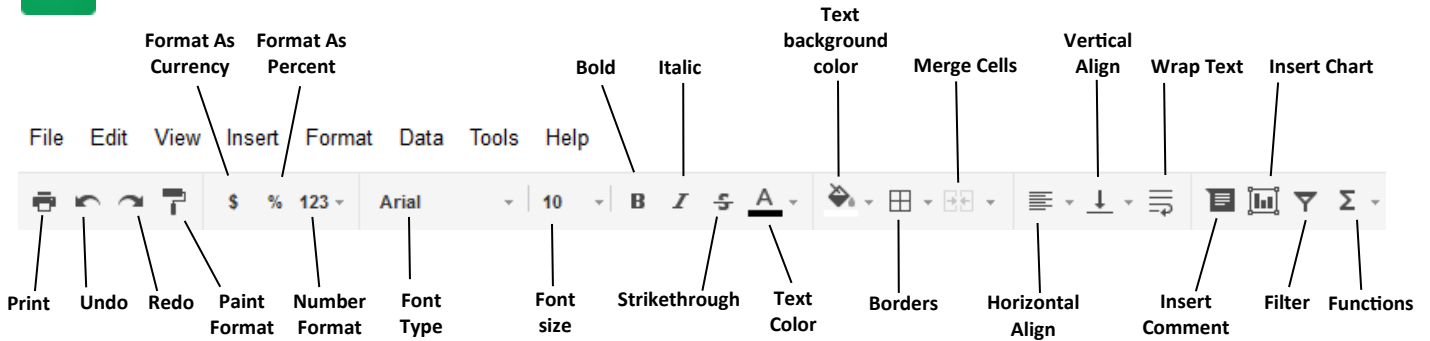 Text
Format As Format As background Vertical
Currency Percent Bold Italic color Merge Cells Align Wrap Text Insert Chart
File Edit View Insert Format Data Tools Help
$ % 123 Arial 10 B I S A Σ
Print Undo Redo Paint Number Font Font Strikethrough Text Borders Horizontal Insert Filter Functions
Format Format Type size Color Align Comment